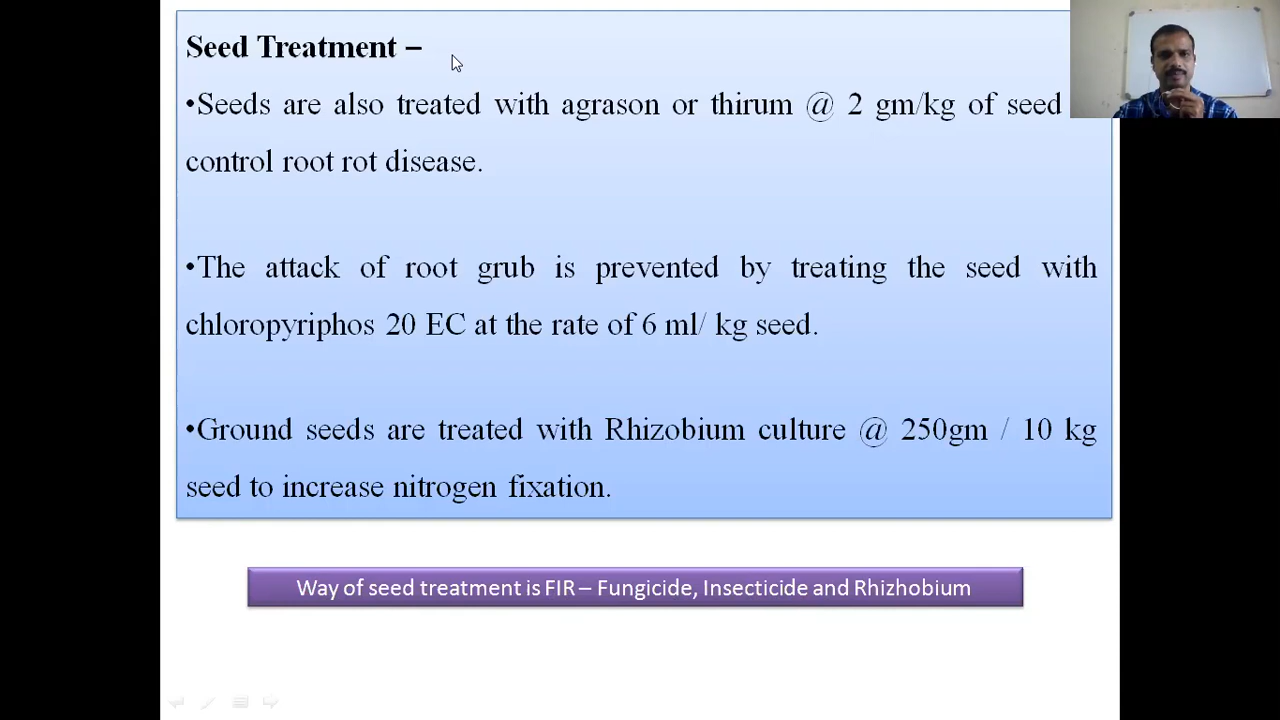 Seed Treatment –
•Seeds are also treated with agrason or thirum @ 2 gm/kg of seed
control root rot disease.
•The attack of root grub is prevented by treating the seed with
chloropyriphos 20 EC at the rate of 6 ml/ kg seed.
•Ground seeds are treated with Rhizobium culture @ 250gm / 10 kg
seed to increase nitrogen fixation.
Way of seed treatment is FIR – Fungicide, Insecticide and Rhizhobium